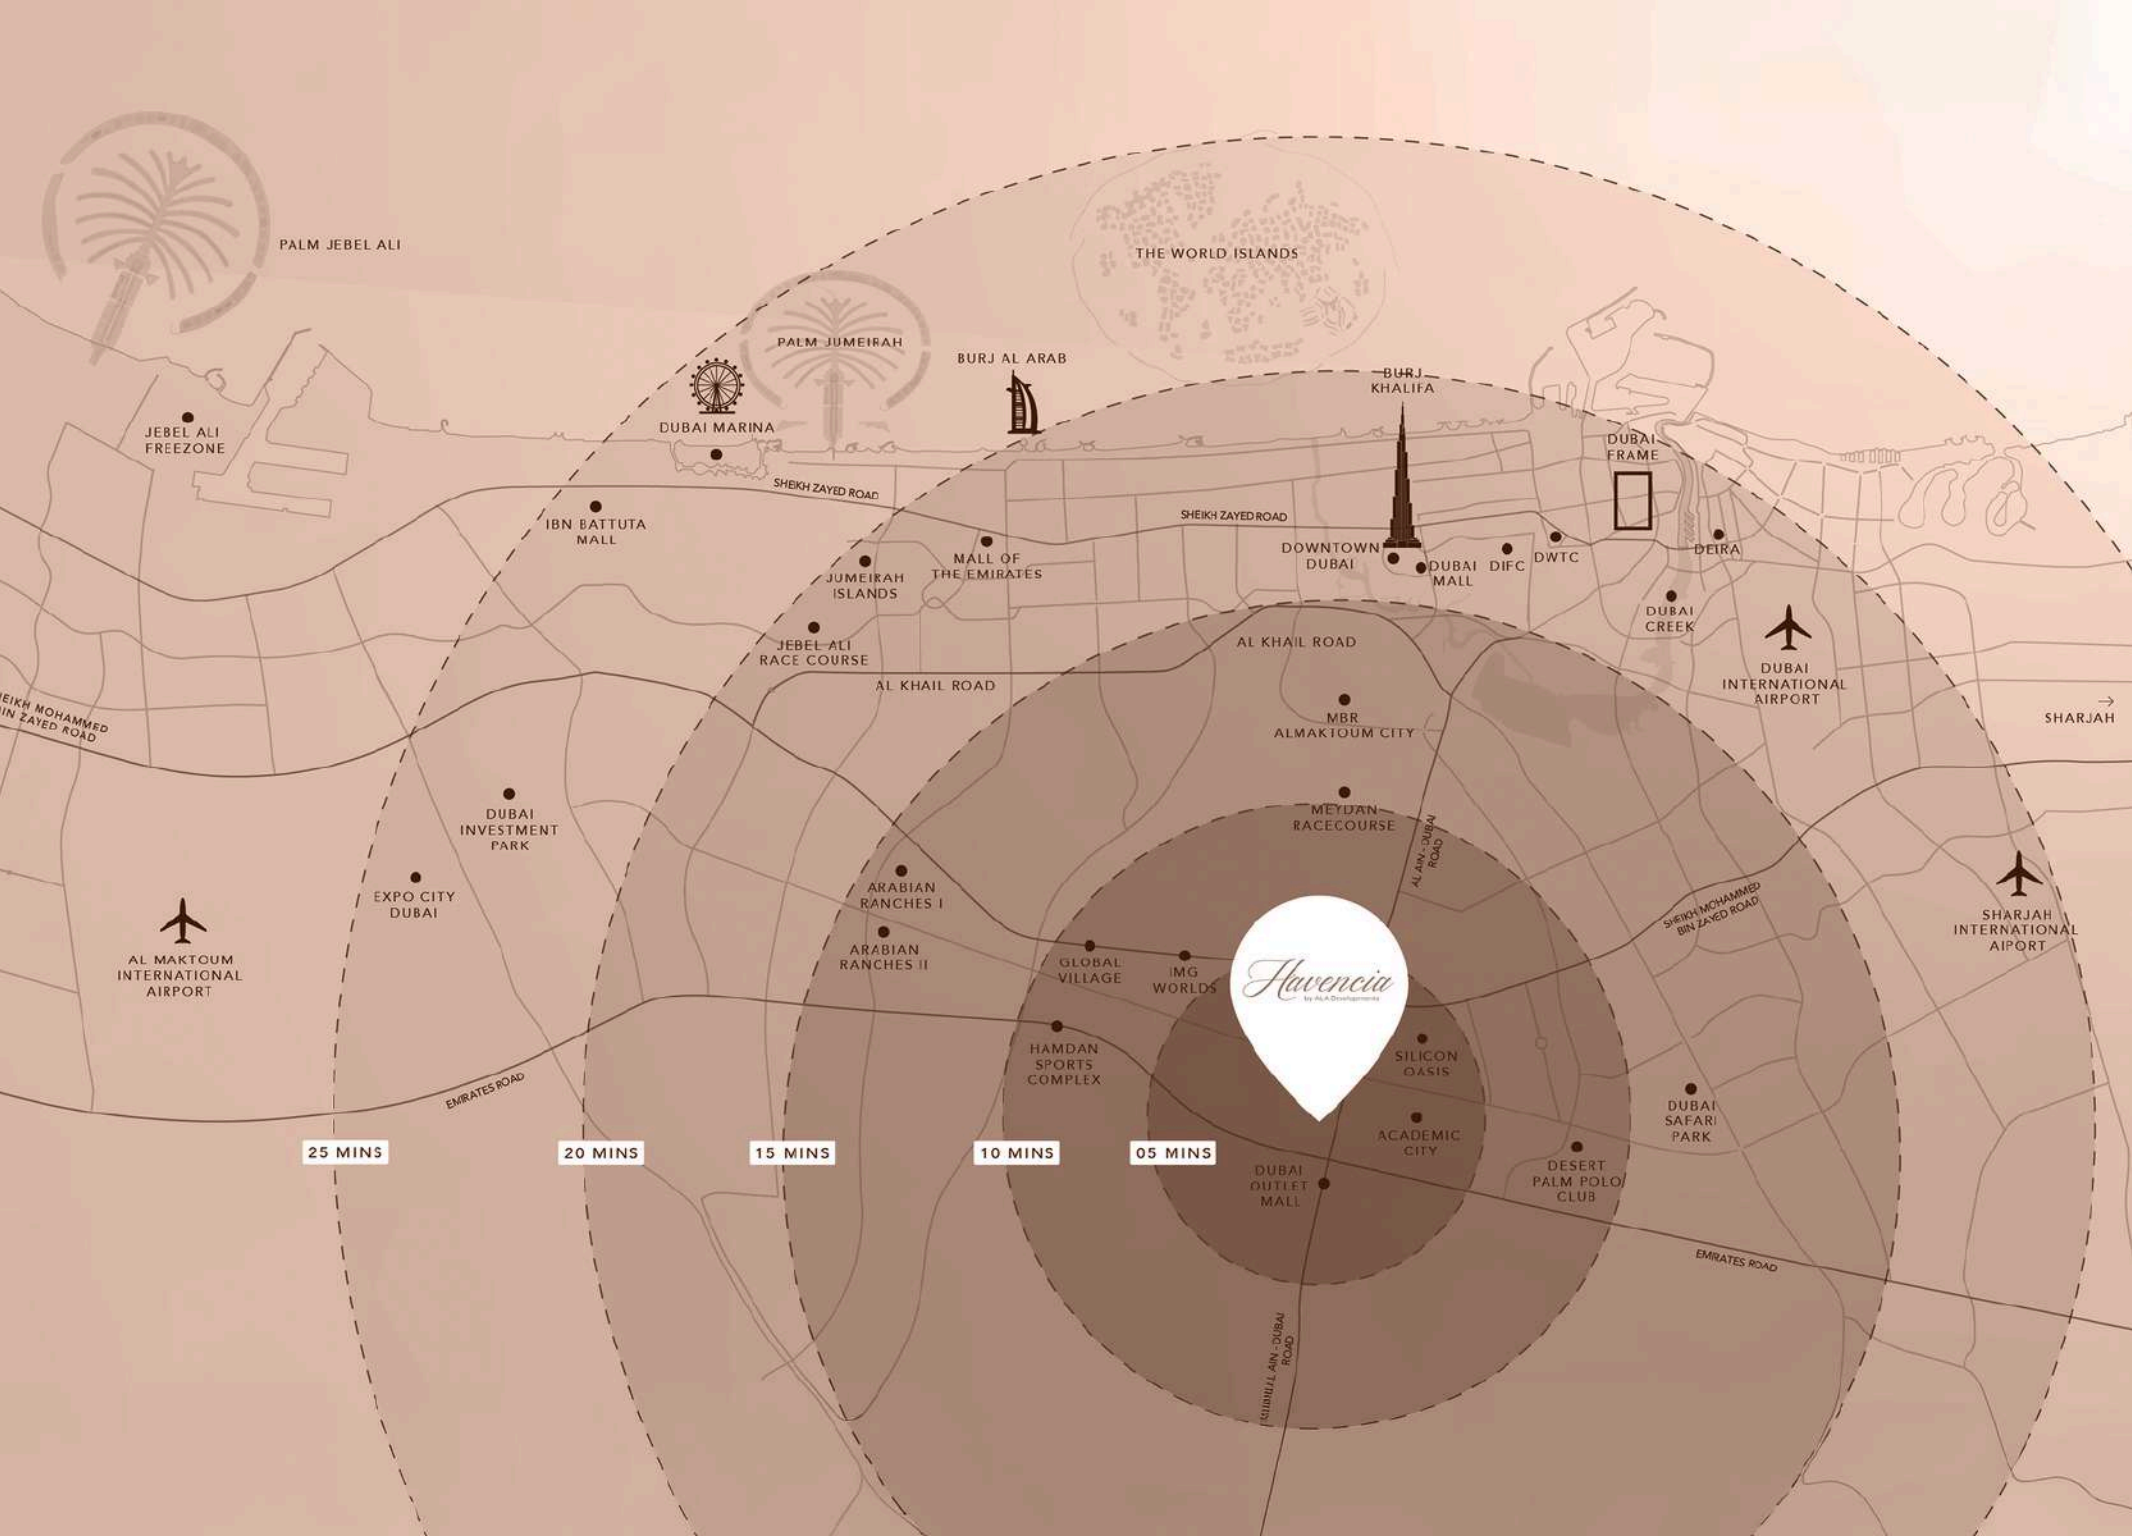 PALM JEBEL ALI
THE WORLD ISLANDS
PALM JUMEIRAH
BURJ AL ARAB
BURJ
KHALIFA
DUBAI MARINA
JEBEL ALI
FREEZONE
DUBAI
FRAME
SHEIKH ZAYED ROAD
SHEIKH ZAYED ROAD
IBN BATTUTA
MALL
MALL OF
THE EMIRATES
JUMEIRAH
ISLANDS
DOWNTOWN
DUBAI
DUBAI
MALL
DIFC
DWTC
DEIRA
DUBAI
CREEK
JEBEL ALI
RACE COURSE
AL KHAIL ROAD
AL KHAIL ROAD
DUBAI
INTERNATIONAL
AIRPORT
→
SHARJAH
MBR
ALMAKTOUM CITY
MOHAMMED
ZAYED ROAD
DUBAI
INVESTMENT
PARK
MEYDAN
RACECOURSE
AL AIN - DUBAI
ROAD
EXPO CITY
DUBAI
ARABIAN
RANCHES I
ARABIAN
RANCHES II
SHEIKH MOHAMMED
BIN ZAYED ROAD
SHARJAH
INTERNATIONAL
AIPORT
AL MAKTOUM
INTERNATIONAL
AIRPORT
GLOBAL
VILLAGE
IMG
WORLDS
Havencia
by ALA Developments
HAMDAN
SPORTS
COMPLEX
SILICON
OASIS
EMIRATES ROAD
DUBAI
SAFARI
PARK
ACADEMIC
CITY
25 MINS
20 MINS
15 MINS
10 MINS
05 MINS
DUBAI
OUTLET
MALL
DESERT
PALM POLO
CLUB
EMIRATES ROAD
AIN - DUBAI
ROAD